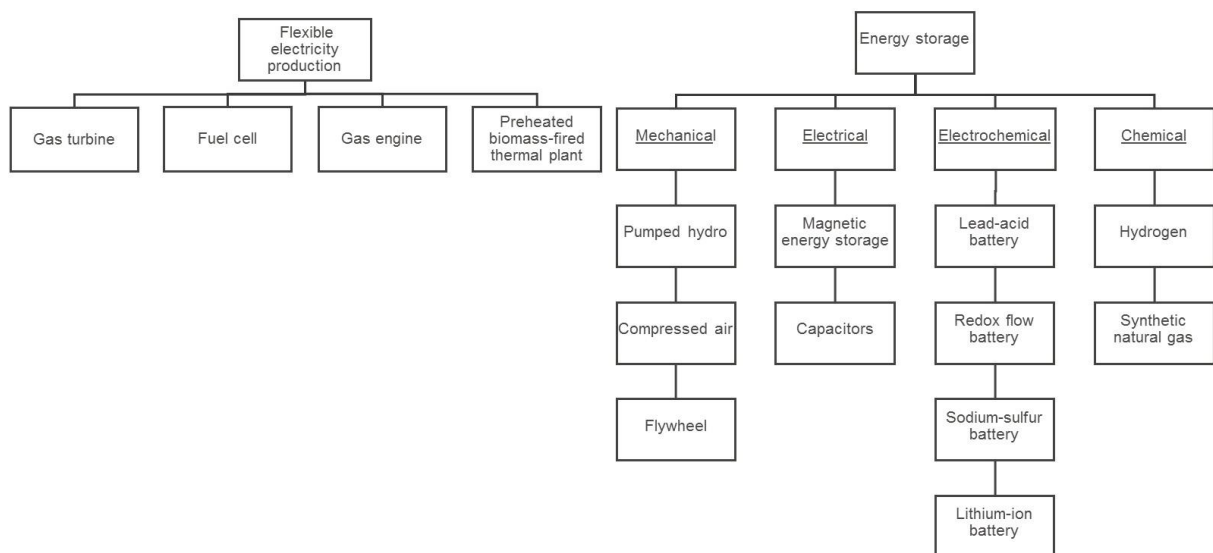 Flexible
electricity
production
Gas turbine
Fuel cell
Gas engine
Preheated
biomass-fired
thermal plant
Energy storage
Mechanical
Electrical
Electrochemical
Chemical
Pumped hydro
Magnetic
energy storage
Lead-acid
battery
Hydrogen
Compressed air
Capacitors
Redox flow
battery
Synthetic
natural gas
Flywheel
Sodium-sulfur
battery
Lithium-ion
battery